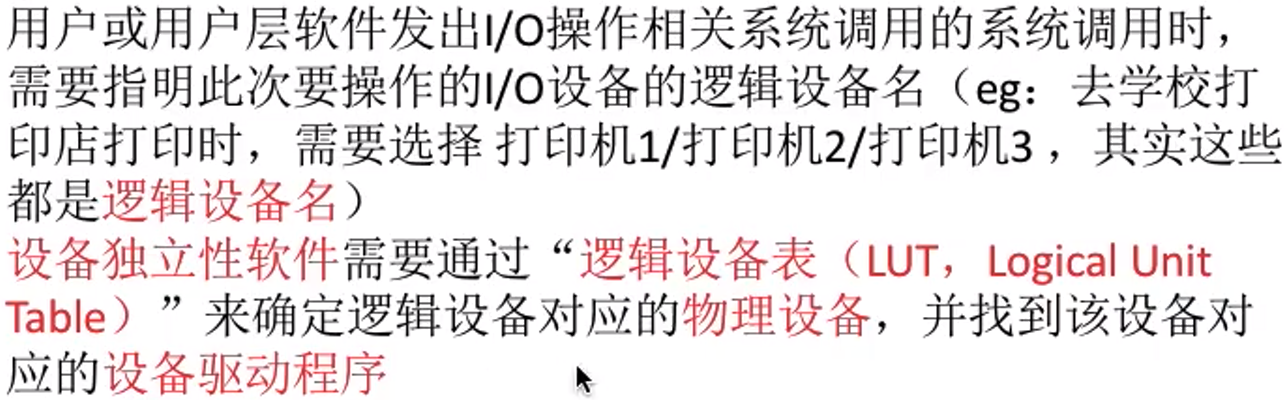 用户或用户层软件发出I/O操作相关系统调用的系统调用时，
需要指明此次要操作的I/O设备的逻辑设备名（eg：去学校打
印店打印时，需要选择 打印机1/打印机2/打印机3 ，其实这些
都是逻辑设备名）
设备独立性软件需要通过“逻辑设备表（LUT，Logical Unit
Table）”来确定逻辑设备对应的物理设备，并找到该设备对
应的设备驱动程序